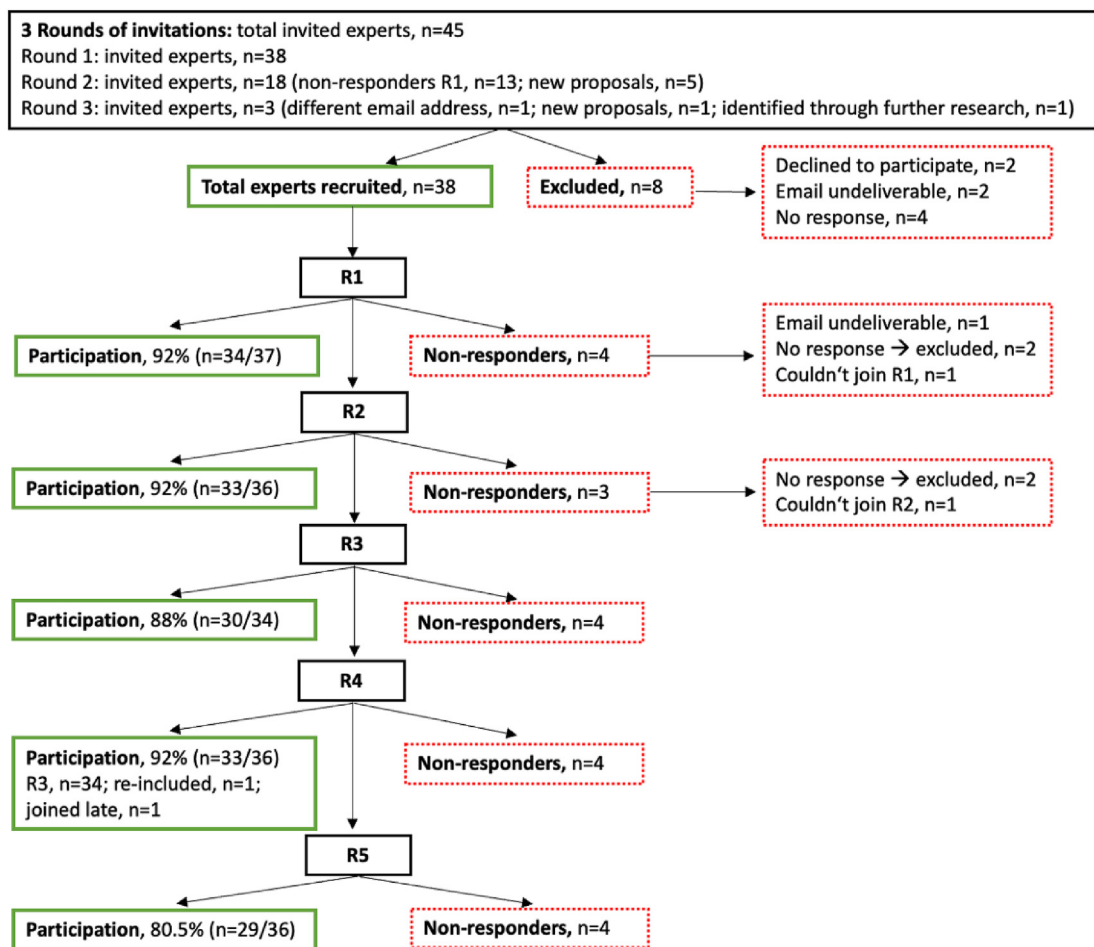 3 Rounds of invitations: total invited experts, n=45
Round 1: invited experts, n=38
Round 2: invited experts, n=18 (non-responders R1, n=13; new proposals, n=5)
Round 3: invited experts, n=3 (different email address, n=1; new proposals, n=1; identified through further research, n=1)
Total experts recruited, n=38
Excluded, n=8
Declined to participate, n=2
Email undeliverable, n=2
No response, n=4
R1
Participation, 92% (n=34/37)
Non-responders, n=4
Email undeliverable, n=1
No response → excluded, n=2
Couldn‘t join R1, n=1
R2
Participation, 92% (n=33/36)
Non-responders, n=3
No response → excluded, n=2
Couldn‘t join R2, n=1
R3
Participation, 88% (n=30/34)
Non-responders, n=4
R4
Participation, 92% (n=33/36)
R3, n=34; re-included, n=1;
joined late, n=1
Non-responders, n=4
R5
Participation, 80.5% (n=29/36)
Non-responders, n=4